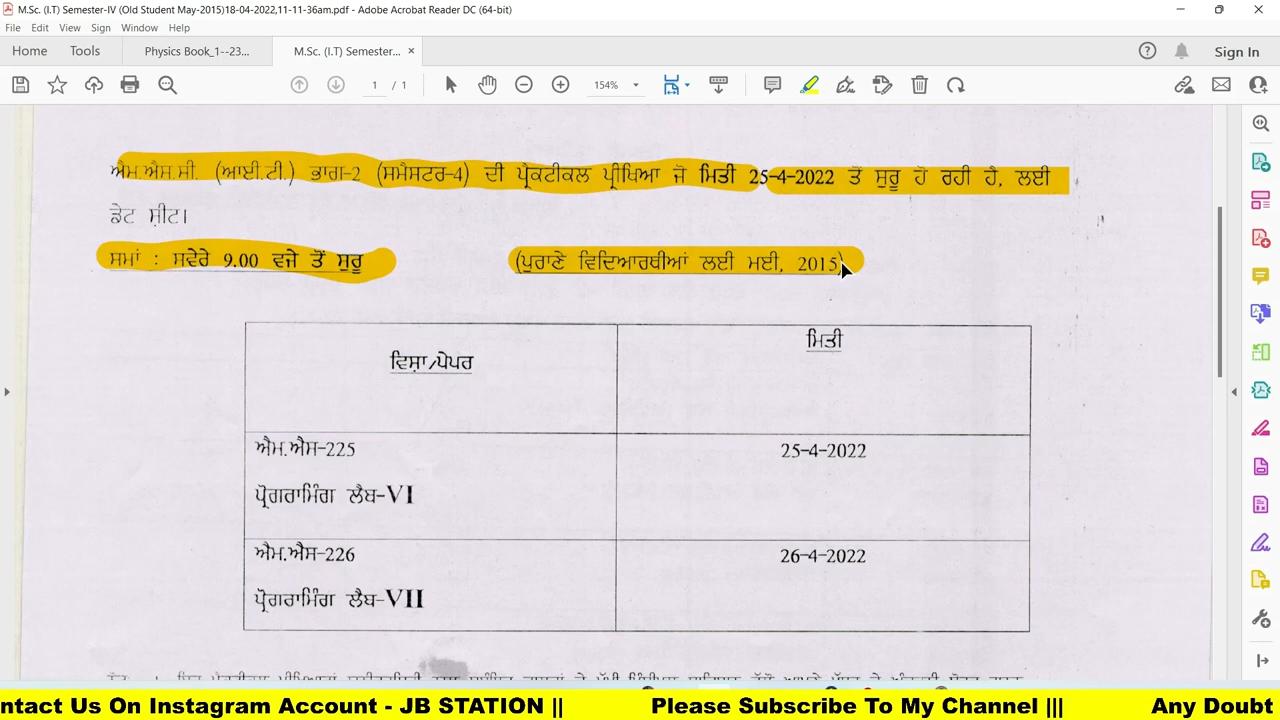 M.Sc. (I.T) Semester-IV (Old Student May-2015)18-04-2022,11-11-36am.pdf - Adobe Acrobat Reader DC (64-bit)
File Edit View Sign Window Help
Home Tools Physics Book_1--23... M.Sc. (I.T) Semester... × Sign In
1 / 1 154%
ਐਮ.ਐਸ.ਸੀ. (ਆਈ.ਟੀ.) ਭਾਗ-2 (ਸਮੈਸਟਰ-4) ਦੀ ਪ੍ਰੈਕਟੀਕਲ ਪ੍ਰੀਖਿਆ ਜੋ ਮਿਤੀ 25-4-2022 ਤੋਂ ਸ਼ੁਰੂ ਹੋ ਰਹੀ ਹੈ, ਲਈ
ਡੇਟ ਸ਼ੀਟ।
ਸਮਾਂ : ਸਵੇਰੇ 9.00 ਵਜੇ ਤੋਂ ਸ਼ੁਰੂ (ਪੁਰਾਣੇ ਵਿਦਿਆਰਥੀਆਂ ਲਈ ਮਈ, 2015)
ਵਿਸ਼ਾ/ਪੇਪਰ ਮਿਤੀ
ਐਮ.ਐਸ-225 25-4-2022
ਪ੍ਰੋਗਰਾਮਿੰਗ ਲੈਬ-VI
ਐਮ.ਐਸ-226 26-4-2022
ਪ੍ਰੋਗਰਾਮਿੰਗ ਲੈਬ-VII
ntact Us On Instagram Account - JB STATION || Please Subscribe To My Channel ||| Any Doubt